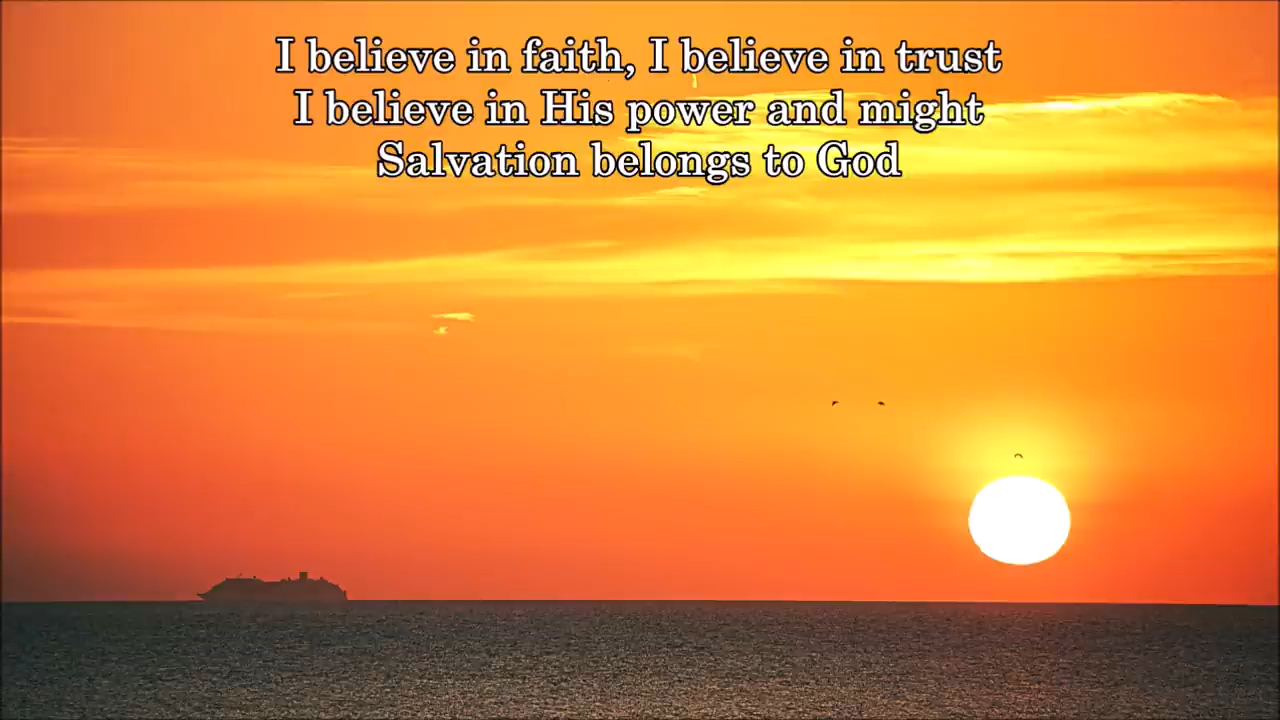 I believe in faith, I believe in trust
I believe in His power and might
Salvation belongs to God